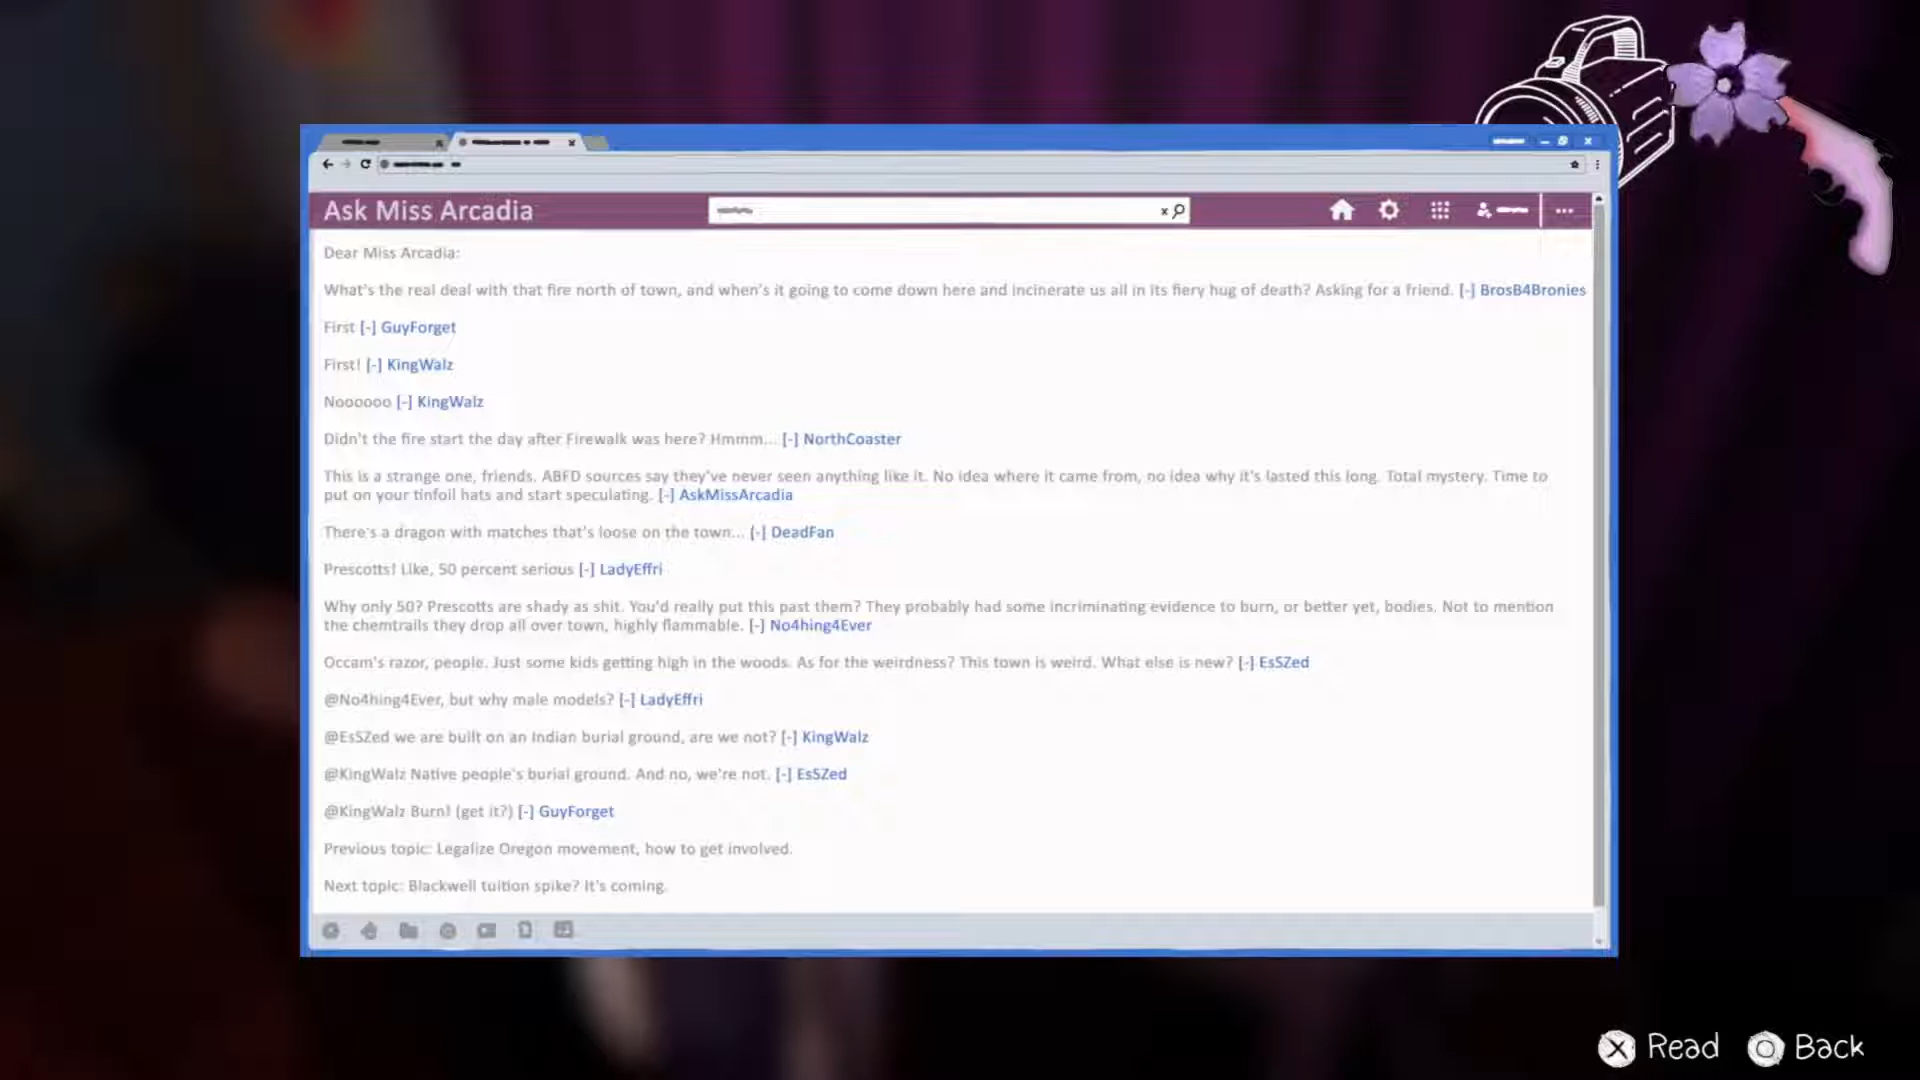 Ask Miss Arcadia
Dear Miss Arcadia:
What's the real deal with that fire north of town, and when's it going to come down here and incinerate us all in its fiery hug of death? Asking for a friend. [-] BrosB4Bronies
First [-] GuyForget
First! [-] KingWalz
Noooooo [-] KingWalz
Didn't the fire start the day after Firewalk was here? Hmmm... [-] NorthCoaster
This is a strange one, friends. ABFD sources say they've never seen anything like it. No idea where it came from, no idea why it's lasted this long. Total mystery. Time to
put on your tinfoil hats and start speculating. [-] AskMissArcadia
There's a dragon with matches that's loose on the town... [-] DeadFan
Prescotts! Like, 50 percent serious [-] LadyEffri
Why only 50? Prescotts are shady as shit. You'd really put this past them? They probably had some incriminating evidence to burn, or better yet, bodies. Not to mention
the chemtrails they drop all over town, highly flammable. [-] No4hing4Ever
Occam's razor, people. Just some kids getting high in the woods. As for the weirdness? This town is weird. What else is new? [-] EsSZed
@No4hing4Ever, but why male models? [-] LadyEffri
@EsSZed we are built on an Indian burial ground, are we not? [-] KingWalz
@KingWalz Native people's burial ground. And no, we're not. [-] EsSZed
@KingWalz Burn! (get it?) [-] GuyForget
Previous topic: Legalize Oregon movement, how to get involved.
Next topic: Blackwell tuition spike? It's coming.
Read
Back